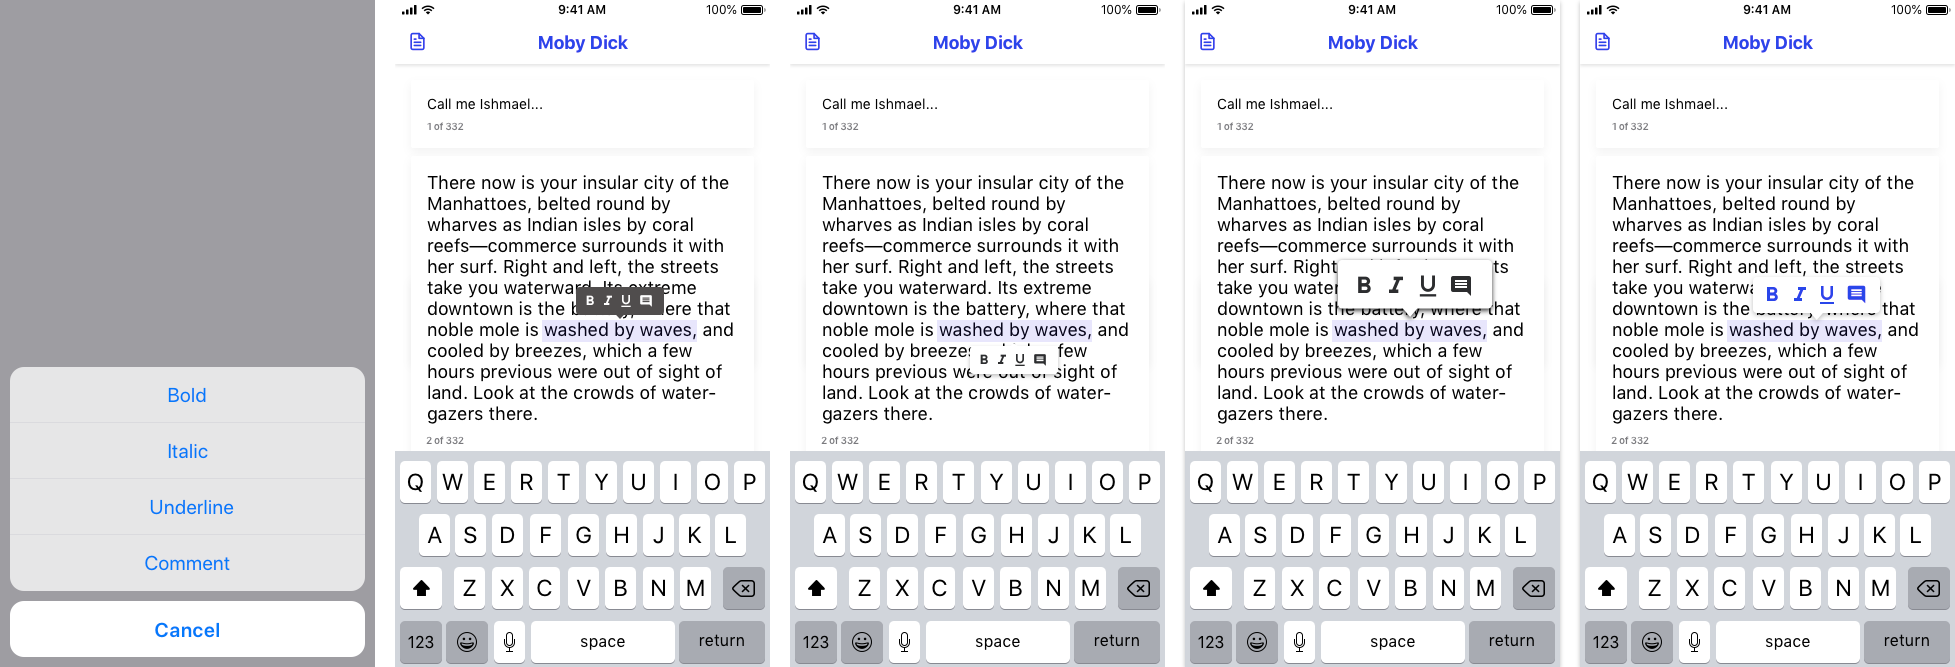 Bold
Italic
Underline
Comment
Cancel
9:41 AM
100%
Moby Dick
Call me Ishmael...
1 of 332
There now is your insular city of the
Manhattoes, belted round by
wharves as Indian isles by coral
reefs—commerce surrounds it with
her surf. Right and left, the streets
take you waterward. Its extreme
B I U
downtown is the where that
noble mole is washed by waves, and
cooled by breezes, which a few
hours previous were out of sight of
land. Look at the crowds of water-
gazers there.
2 of 332
Q W E R T Y U I O P
A S D F G H J K L
Z X C V B N M
123 space return
9:41 AM
100%
Moby Dick
Call me Ishmael...
1 of 332
There now is your insular city of the
Manhattoes, belted round by
wharves as Indian isles by coral
reefs—commerce surrounds it with
her surf. Right and left, the streets
take you waterward. Its extreme
downtown is the battery, where that
noble mole is washed by waves, and
cooled by breezes, few
B I U
hours previous were out of sight of
land. Look at the crowds of water-
gazers there.
2 of 332
Q W E R T Y U I O P
A S D F G H J K L
Z X C V B N M
123 space return
9:41 AM
100%
Moby Dick
Call me Ishmael...
1 of 332
There now is your insular city of the
Manhattoes, belted round by
wharves as Indian isles by coral
reefs—commerce surrounds it with
her surf. Right
B I U
take you
downtown is the battery, where that
noble mole is washed by waves, and
cooled by breezes, which a few
hours previous were out of sight of
land. Look at the crowds of water-
gazers there.
2 of 332
Q W E R T Y U I O P
A S D F G H J K L
Z X C V B N M
123 space return
9:41 AM
100%
Moby Dick
Call me Ishmael...
1 of 332
There now is your insular city of the
Manhattoes, belted round by
wharves as Indian isles by coral
reefs—commerce surrounds it with
her surf. Right and left, the streets
take you
B I U
downtown is the battery, where that
noble mole is washed by waves, and
cooled by breezes, which a few
hours previous were out of sight of
land. Look at the crowds of water-
gazers there.
2 of 332
Q W E R T Y U I O P
A S D F G H J K L
Z X C V B N M
123 space return